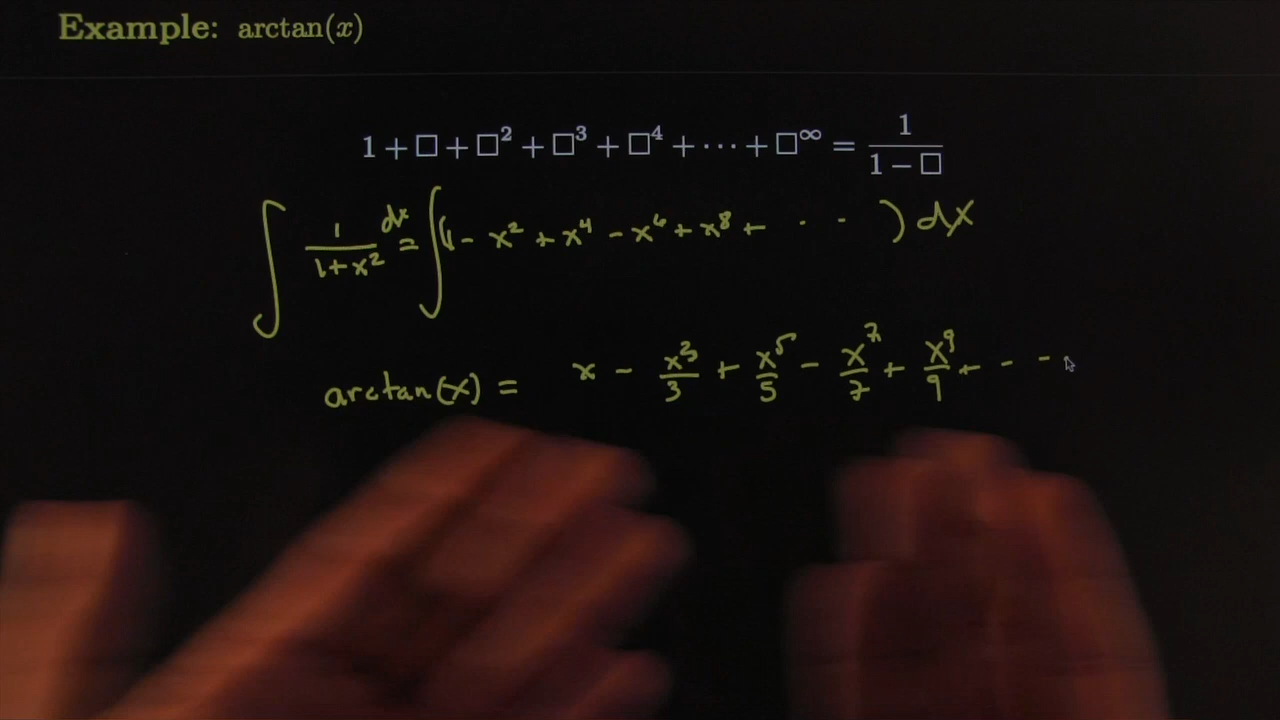 Example: arctan(x)
1 + □ + □² + □³ + □⁴ + ⋯ + □^∞ = 1/(1 − □)
∫ 1/(1+x²) dx = ∫(1 − x² + x⁴ − x⁶ + x⁸ + ⋯ ) dx
arctan(x) = x − x³/3 + x⁵/5 − x⁷/7 + x⁹/9 + ⋯